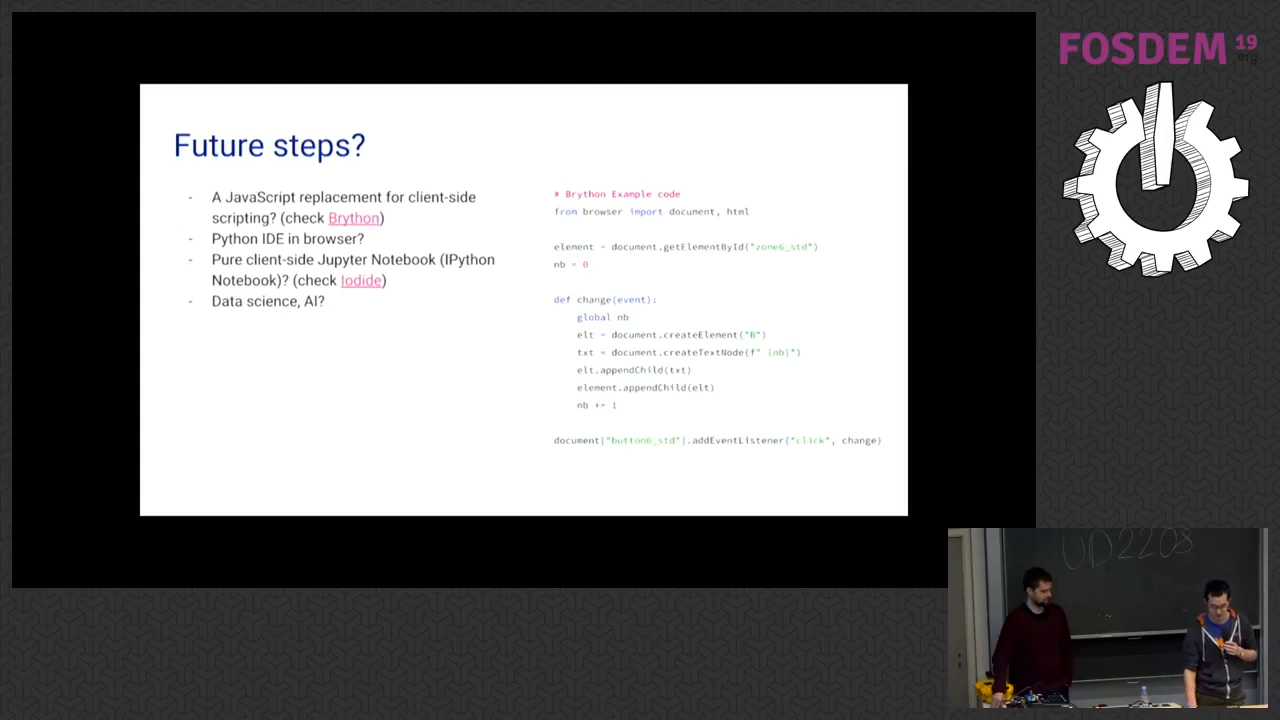 FOSDEM 19
.org
Future steps?
- A JavaScript replacement for client-side
scripting? (check Brython)
- Python IDE in browser?
- Pure client-side Jupyter Notebook (IPython
Notebook)? (check Iodide)
- Data science, AI?
# Brython Example code
from browser import document, html
element = document.getElementById("zone6_std")
nb = 0
def change(event):
global nb
elt = document.createElement("B")
txt = document.createTextNode(f" {nb}")
elt.appendChild(txt)
element.appendChild(elt)
nb += 1
document["button6_std"].addEventListener("click", change)
UD2208